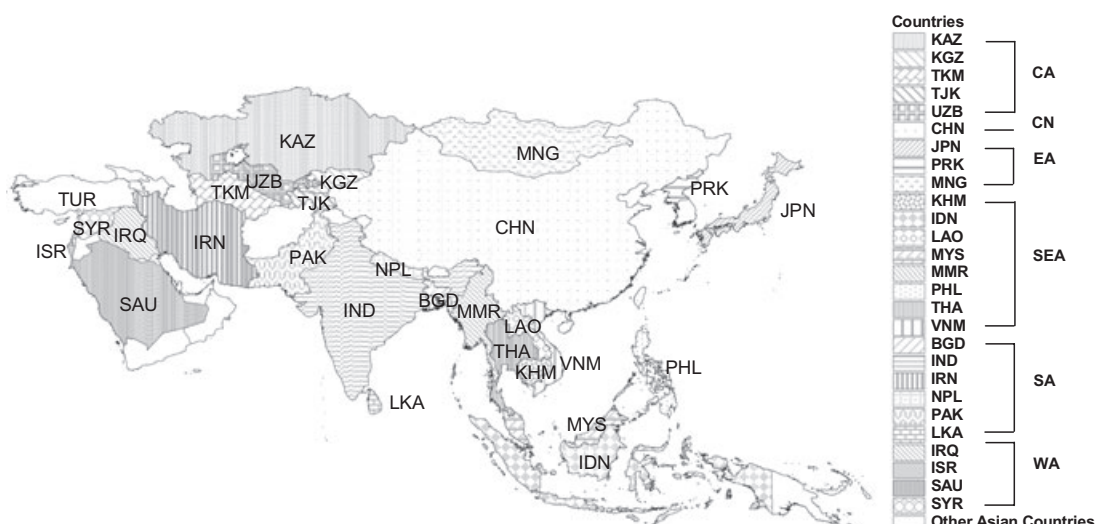 Countries
KAZ
KGZ
TKM
TJK
UZB
CA
CHN
CN
JPN
PRK
MNG
EA
KHM
IDN
LAO
MYS
MMR
PHL
THA
VNM
SEA
BGD
IND
IRN
NPL
PAK
LKA
SA
IRQ
ISR
SAU
SYR
WA
Other Asian Countries
KAZ
MNG
UZB
KGZ
TKM
TJK
TUR
PRK
JPN
SYR
IRQ
IRN
CHN
ISR
PAK
NPL
SAU
IND
BGD
MMR
LAO
THA
VNM
KHM
PHL
LKA
MYS
IDN